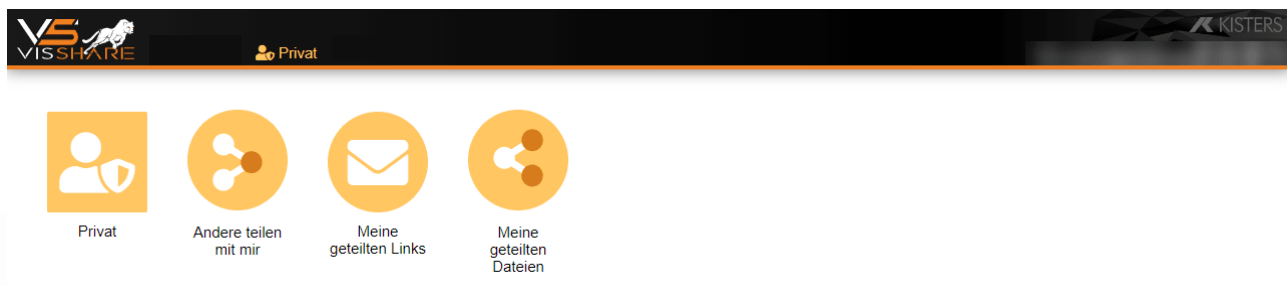 VS
VISSHARE
Privat
KISTERS
Privat
Andere teilen
mit mir
Meine
geteilten Links
Meine
geteilten
Dateien